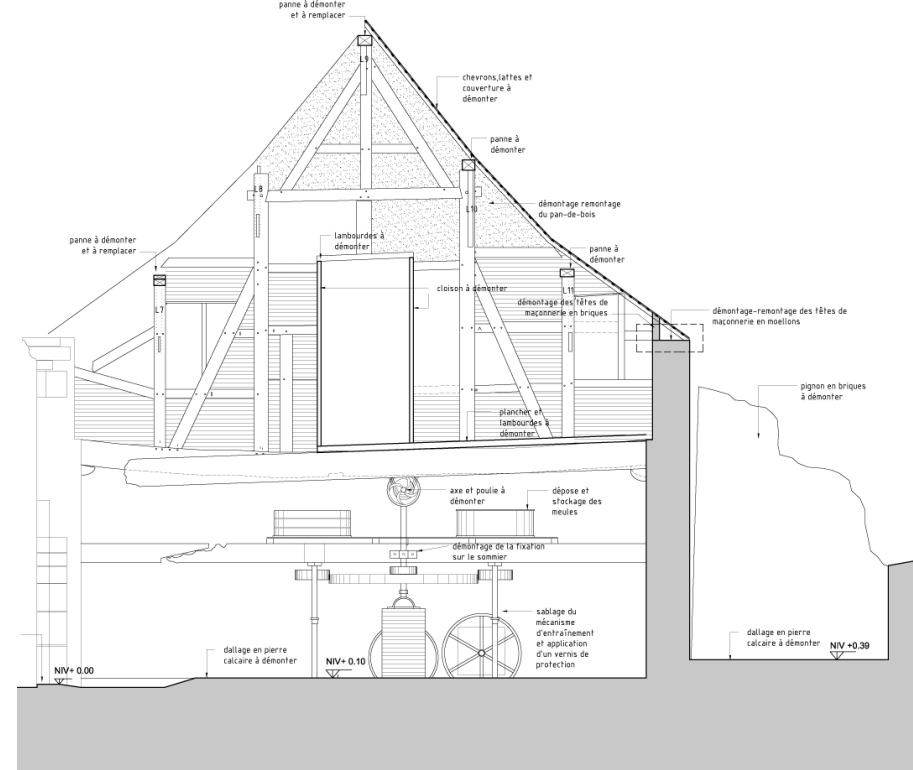 panne à démonter
et à remplacer
L9
chevrons,lattes et
couverture à
démonter
panne à
démonter
L8
L10
démontage remontage
du pan-de-bois
lambourdes à
démonter
panne à démonter
et à remplacer
panne à
démonter
cloison à démonter
L11
L7
démontage des têtes de
maçonnerie en briques
démontage-remontage des têtes de
maçonnerie en moellons
pignon en briques
à démonter
plancher et
lambourdes à
démonter
axe et poulie à
démonter
dépose et
stockage des
meules
démontage de la fixation
sur le sommier
sablage du
mécanisme
d'entraînement
et application
d'un vernis de
protection
dallage en pierre
calcaire à démonter
NIV+ 0.00
NIV+ 0.10
dallage en pierre
calcaire à démonter
NIV +0.39